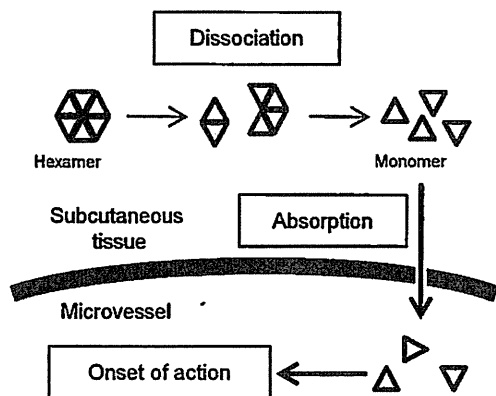 Dissociation
Hexamer
Monomer
Subcutaneous
tissue
Absorption
Microvessel
Onset of action